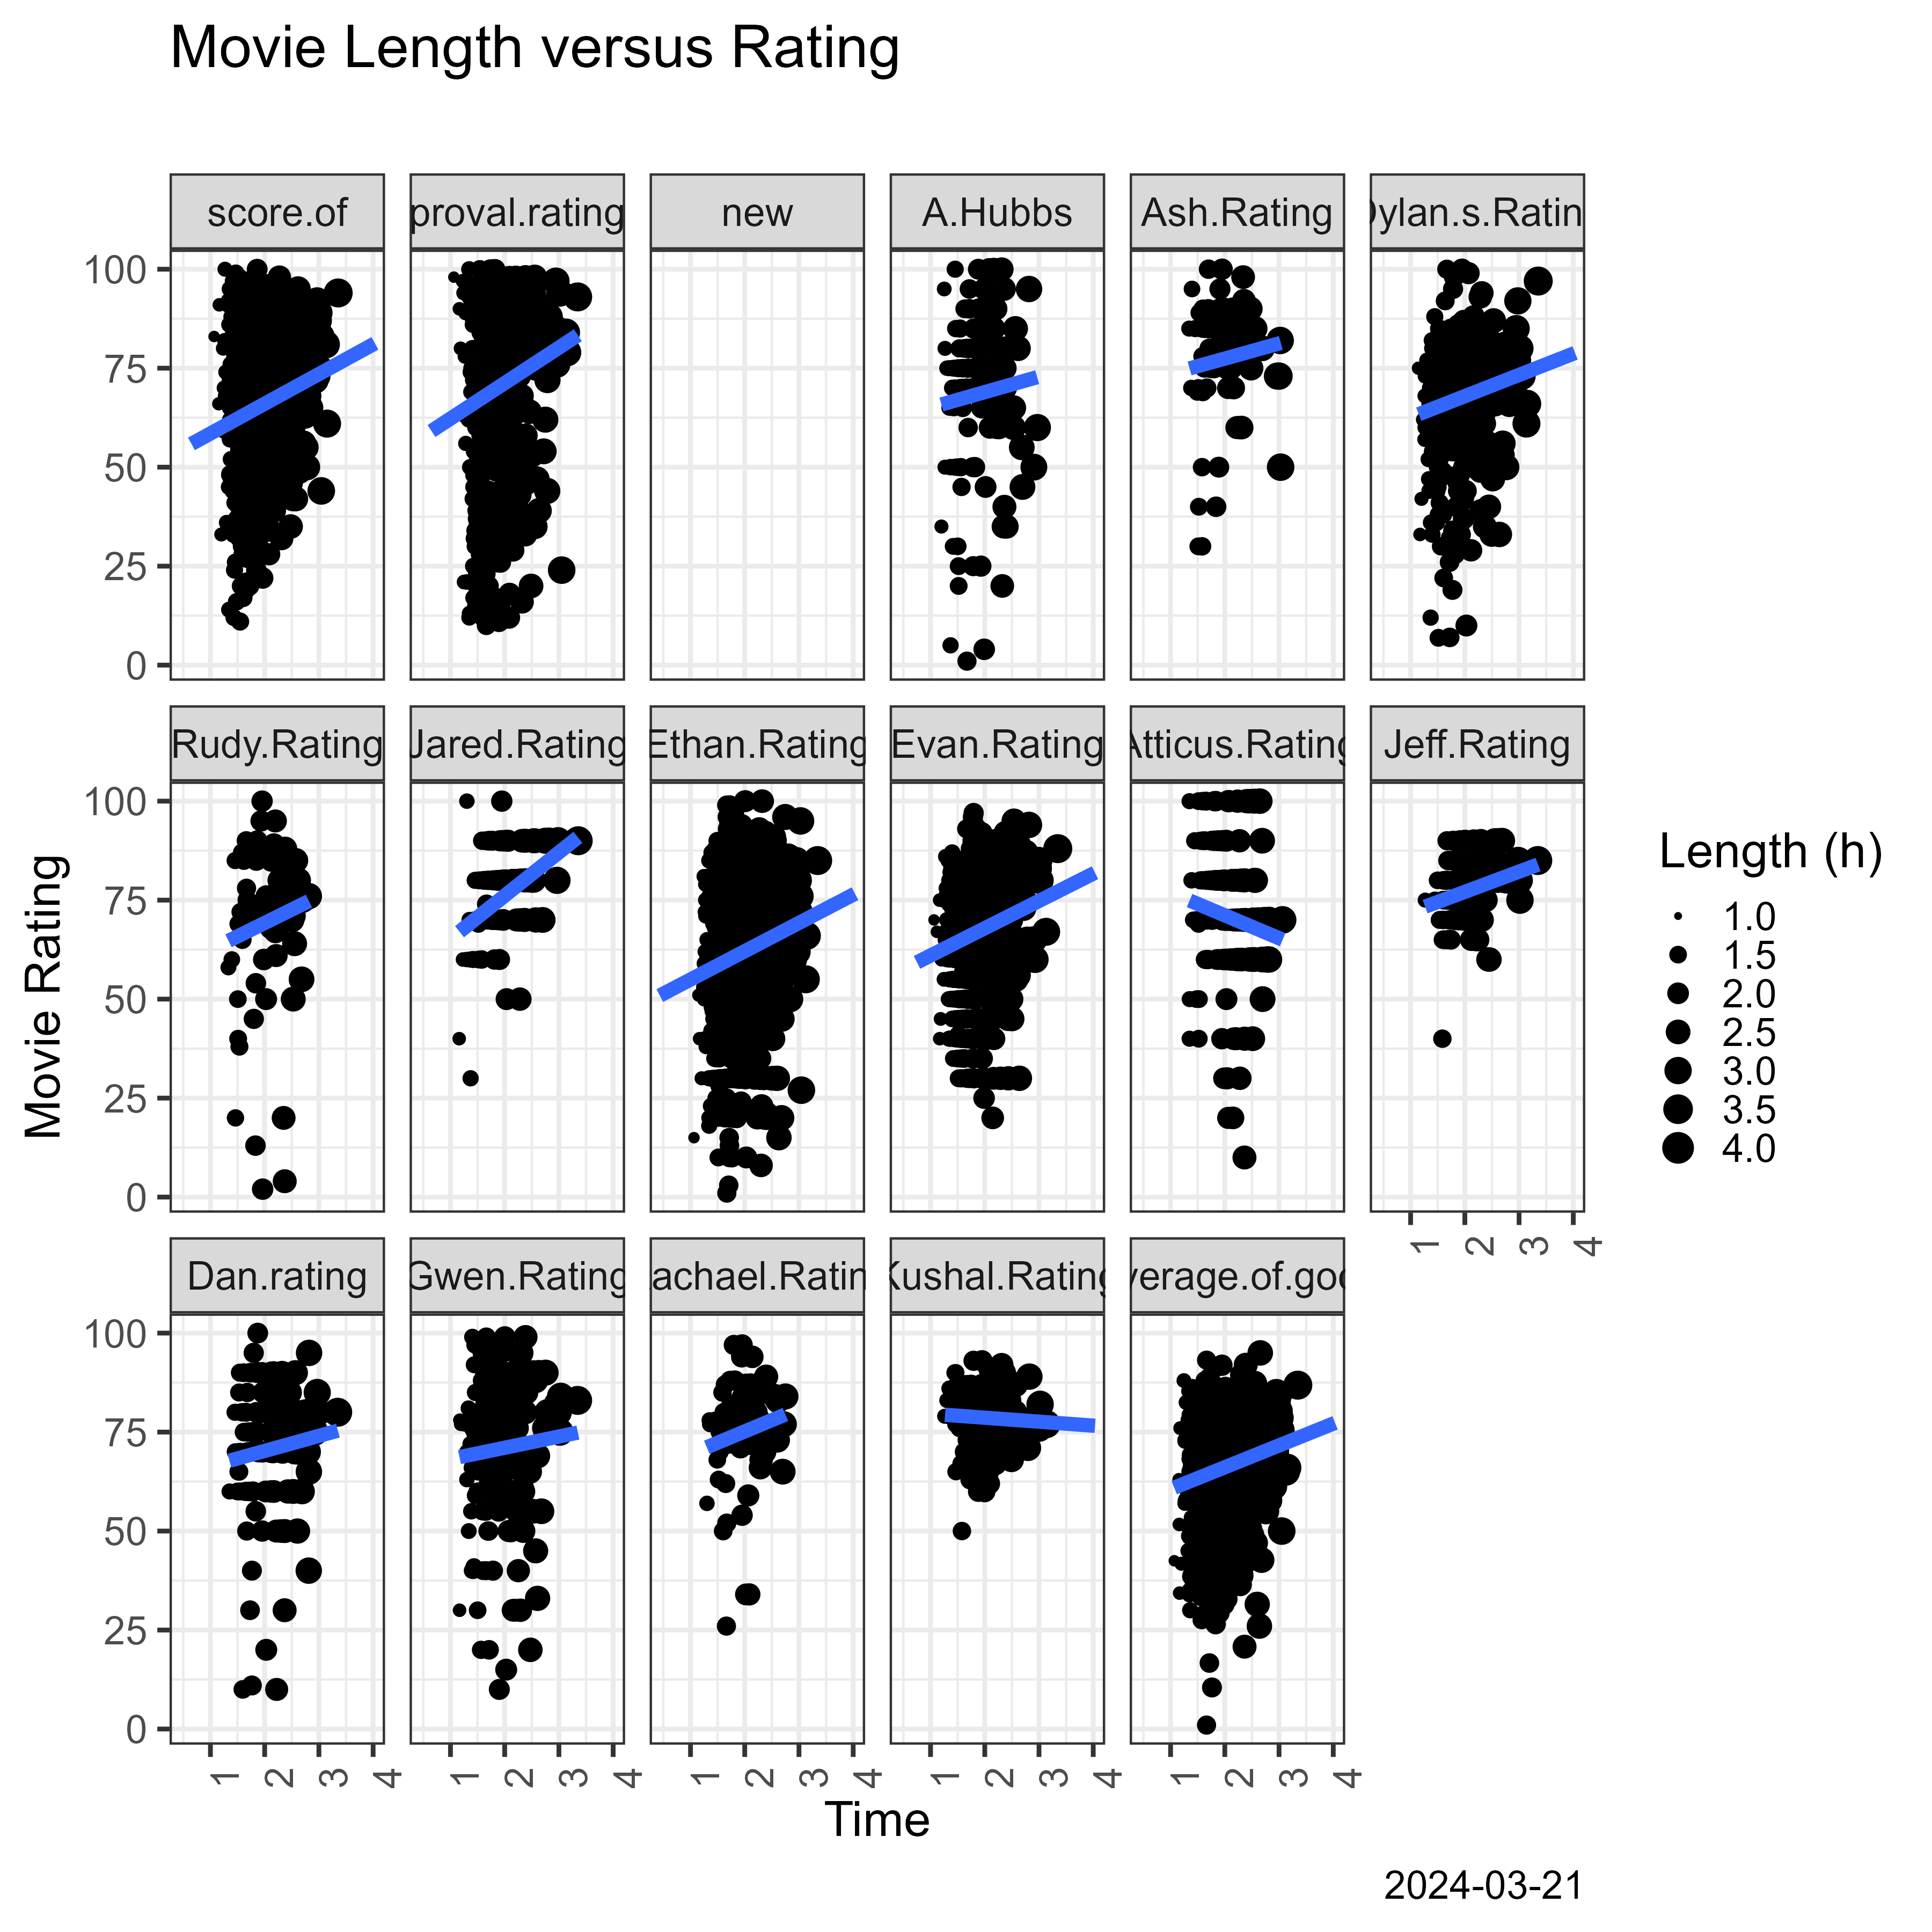 Movie Length versus Rating
score.of proval.rating new A.Hubbs Ash.Rating ylan.s.Ratin
100
75
50
25
0
Rudy.Rating Jared.Rating Ethan.Rating Evan.Rating Atticus.Rating Jeff.Rating
100
75
50
25
0
1 2 3 4
Dan.rating Gwen.Rating achael.Ratin Kushal.Rating verage.of.goo
100
75
50
25
0
1 2 3 4 1 2 3 4 1 2 3 4 1 2 3 4 1 2 3 4
Movie Rating
Time
Length (h)
1.0
1.5
2.0
2.5
3.0
3.5
4.0
2024-03-21